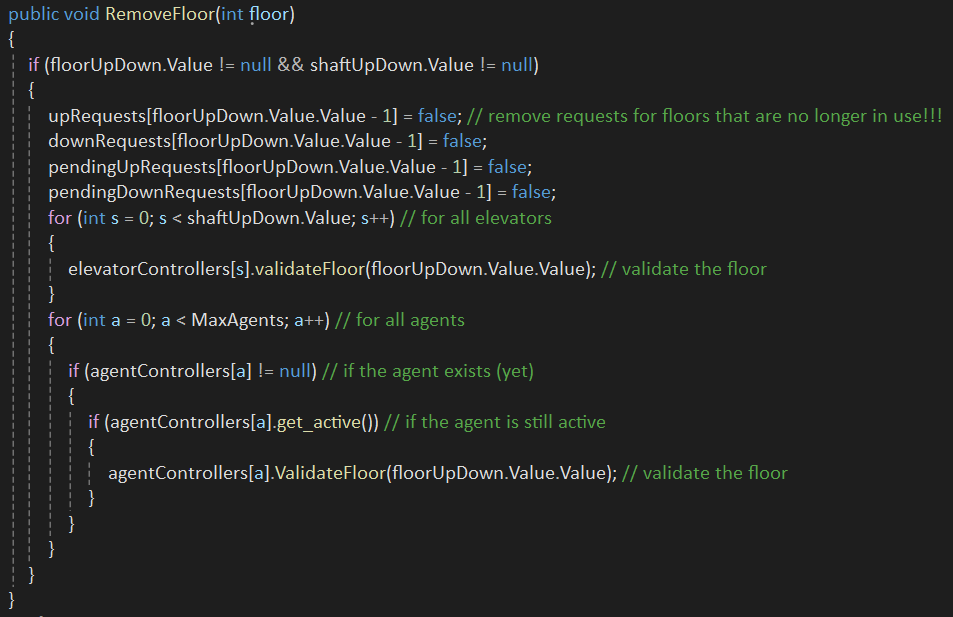 public void RemoveFloor(int floor)
{
if (floorUpDown.Value != null && shaftUpDown.Value != null)
{
upRequests[floorUpDown.Value.Value - 1] = false; // remove requests for floors that are no longer in use!!!
downRequests[floorUpDown.Value.Value - 1] = false;
pendingUpRequests[floorUpDown.Value.Value - 1] = false;
pendingDownRequests[floorUpDown.Value.Value - 1] = false;
for (int s = 0; s < shaftUpDown.Value; s++) // for all elevators
{
elevatorControllers[s].validateFloor(floorUpDown.Value.Value); // validate the floor
}
for (int a = 0; a < MaxAgents; a++) // for all agents
{
if (agentControllers[a] != null) // if the agent exists (yet)
{
if (agentControllers[a].get_active()) // if the agent is still active
{
agentControllers[a].ValidateFloor(floorUpDown.Value.Value); // validate the floor
}
}
}
}
}